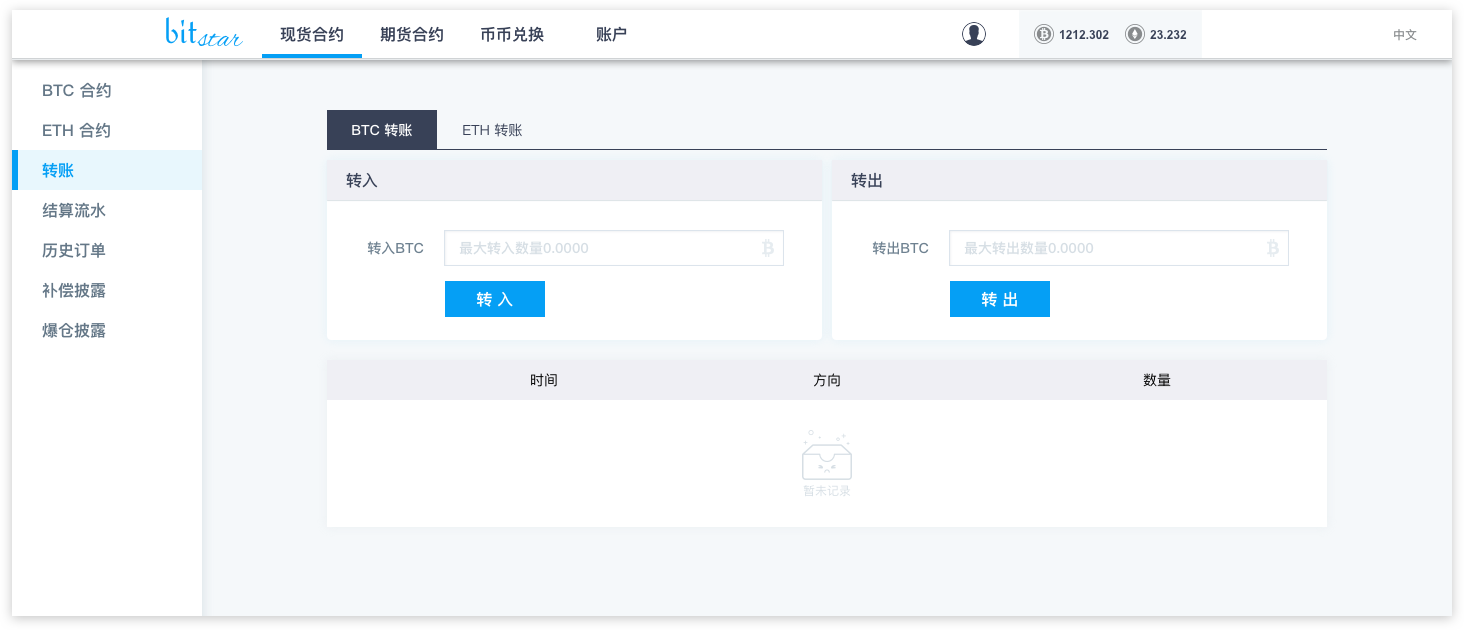 bitstar 现货合约 期货合约 币币兑换 账户 1212.302 23.232 中文
BTC 合约
ETH 合约
转账
结算流水
历史订单
补偿披露
爆仓披露
BTC 转账 ETH 转账
转入
转入BTC 最大转入数量0.0000
转 入
转出
转出BTC 最大转出数量0.0000
转 出
时间 方向 数量
暂未记录